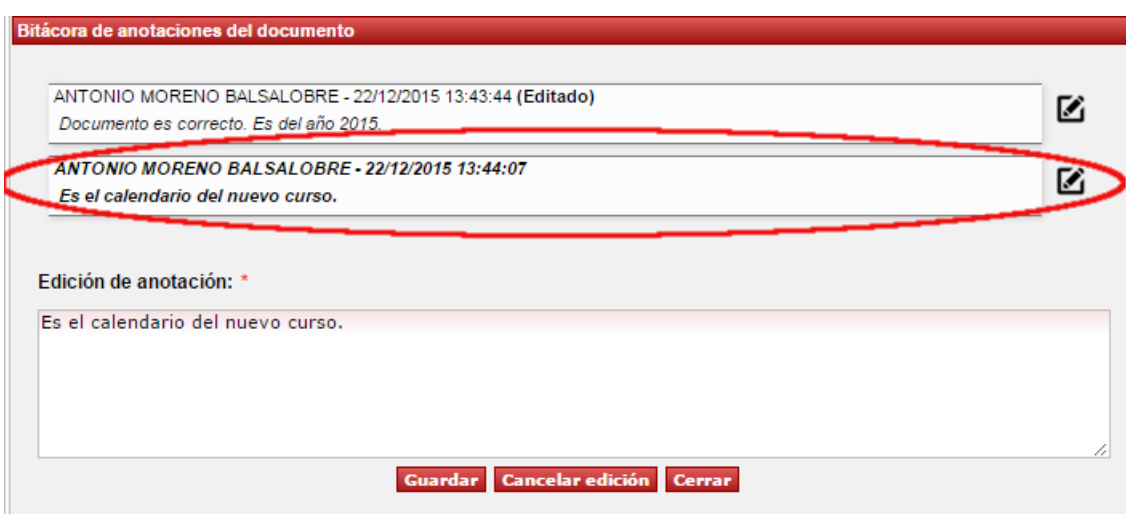 Bitácora de anotaciones del documento
ANTONIO MORENO BALSALOBRE - 22/12/2015 13:43:44 (Editado)
Documento es correcto. Es del año 2015.
ANTONIO MORENO BALSALOBRE - 22/12/2015 13:44:07
Es el calendario del nuevo curso.
Edición de anotación: *
Es el calendario del nuevo curso.
Guardar Cancelar edición Cerrar